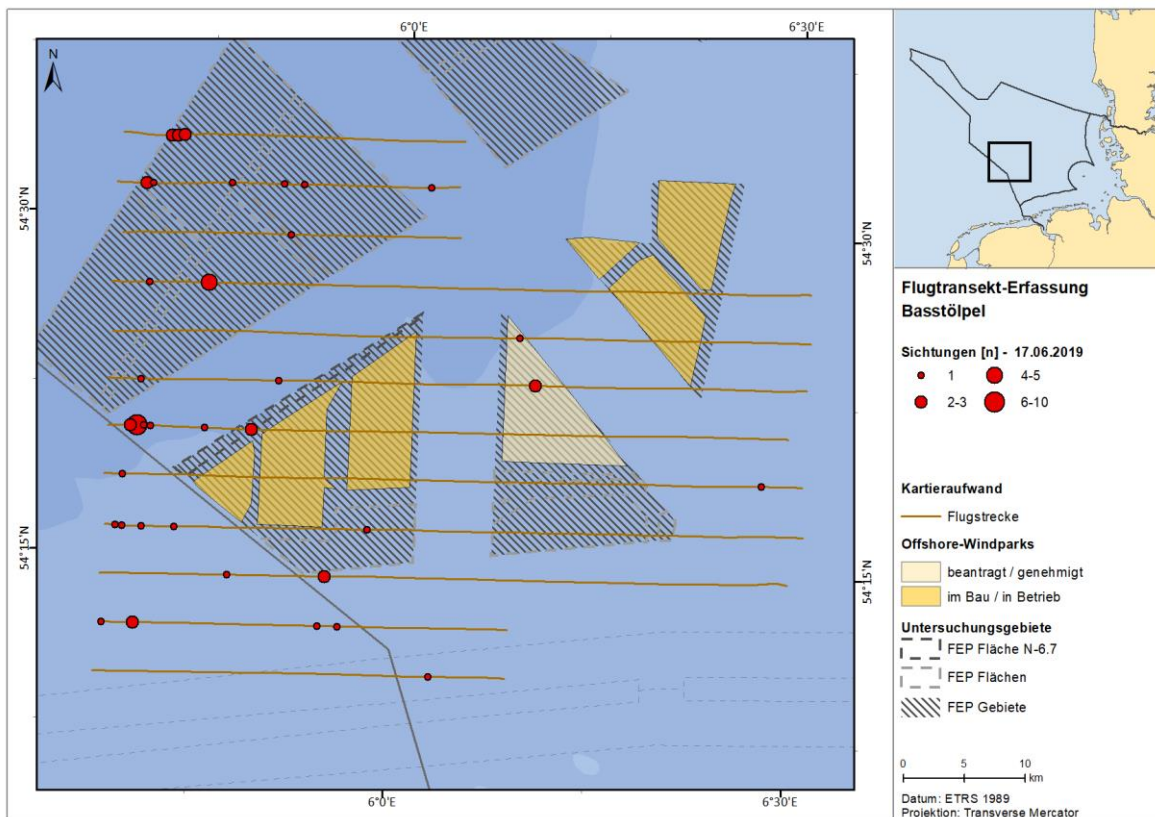 6°0'E
6°30'E
N
54°30'N
54°30'N
54°15'N
54°15'N
6°0'E
6°30'E
Flugtransekt-Erfassung
Basstölpel
Sichtungen [n] - 17.06.2019
1
4-5
2-3
6-10
Kartieraufwand
Flugstrecke
Offshore-Windparks
beantragt / genehmigt
im Bau / in Betrieb
Untersuchungsgebiete
FEP Fläche N-6.7
FEP Flächen
FEP Gebiete
0 5 10
km
Datum: ETRS 1989
Projektion: Transverse Mercator